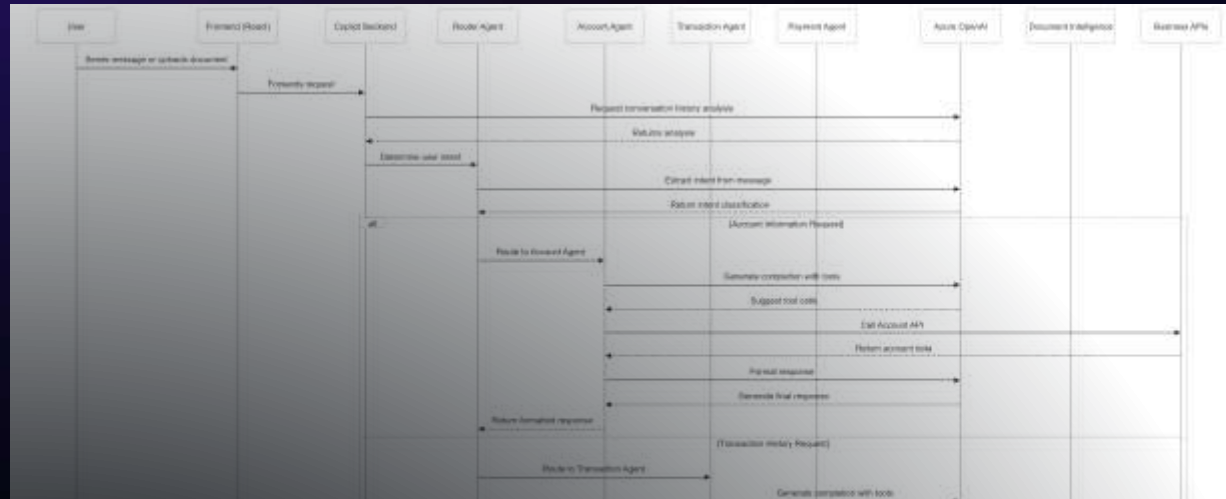 User
Frontend (React)
Copilot Backend
Router Agent
Account Agent
Transaction Agent
Payment Agent
Azure OpenAI
Document Intelligence
Business APIs
Sends message or uploads document
Forwards request
Request conversation history analysis
Returns analysis
Determine user intent
Extract intent from message
Return intent classification
alt
[Account Information Request]
Route to Account Agent
Generate completion with tools
Suggest tool calls
Call Account API
Return account data
Format response
Generate final response
Return formatted response
[Transaction History Request]
Route to Transaction Agent
Generate completion with tools